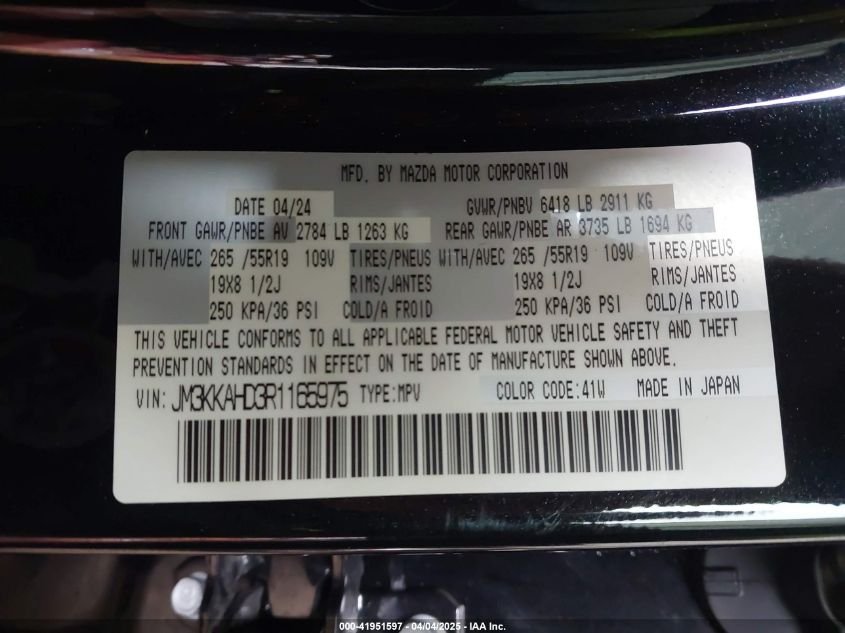 MFD. BY MAZDA MOTOR CORPORATION
DATE 04/24 GVWR/PNBV 6418 LB 2911 KG
FRONT GAWR/PNBE AV 2784 LB 1263 KG REAR GAWR/PNBE AR 3735 LB 1694 KG
WITH/AVEC 265 /55R19 109V TIRES/PNEUS WITH/AVEC 265 /55R19 109V TIRES/PNEUS
19X8 1/2J RIMS/JANTES 19X8 1/2J RIMS/JANTES
250 KPA/36 PSI COLD/A FROID 250 KPA/36 PSI COLD/A FROID
THIS VEHICLE CONFORMS TO ALL APPLICABLE FEDERAL MOTOR VEHICLE SAFETY AND THEFT
PREVENTION STANDARDS IN EFFECT ON THE DATE OF MANUFACTURE SHOWN ABOVE.
VIN: JM3KKAHD3R1165975 TYPE:MPV COLOR CODE:41W MADE IN JAPAN
000-41951597 - 04/04/2025 - IAA Inc.